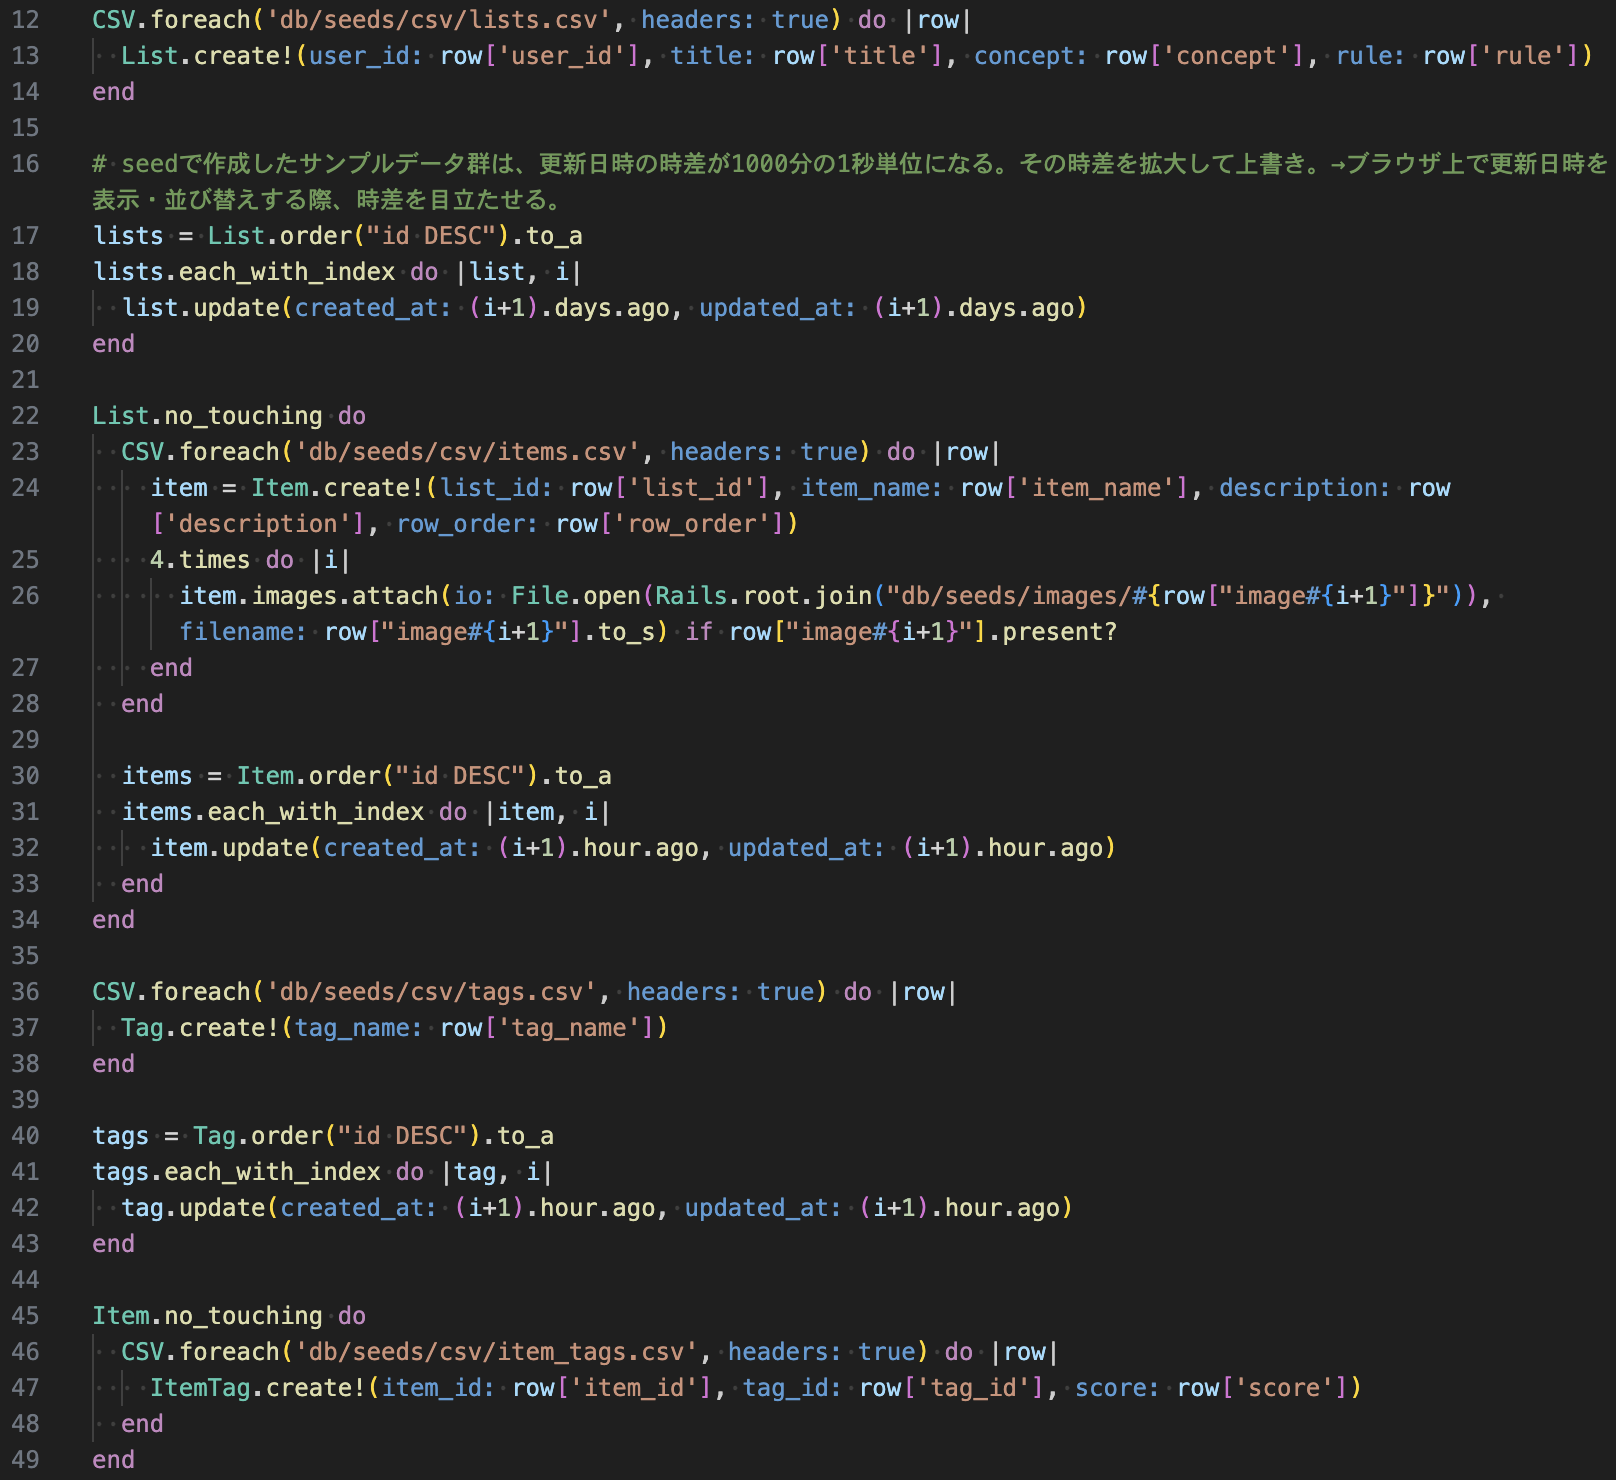 12 CSV.foreach('db/seeds/csv/lists.csv', headers: true) do |row|
13   List.create!(user_id: row['user_id'], title: row['title'], concept: row['concept'], rule: row['rule'])
14 end
15
16 # seedで作成したサンプルデータ群は、更新日時の時差が1000分の1秒単位になる。その時差を拡大して上書き。→ブラウザ上で更新日時を
表示・並び替えする際、時差を目立たせる。
17 lists = List.order("id DESC").to_a
18 lists.each_with_index do |list, i|
19   list.update(created_at: (i+1).days.ago, updated_at: (i+1).days.ago)
20 end
21
22 List.no_touching do
23   CSV.foreach('db/seeds/csv/items.csv', headers: true) do |row|
24     item = Item.create!(list_id: row['list_id'], item_name: row['item_name'], description: row
['description'], row_order: row['row_order'])
25     4.times do |i|
26       item.images.attach(io: File.open(Rails.root.join("db/seeds/images/#{row["image#{i+1}"]}")),
filename: row["image#{i+1}"].to_s) if row["image#{i+1}"].present?
27     end
28   end
29
30   items = Item.order("id DESC").to_a
31   items.each_with_index do |item, i|
32     item.update(created_at: (i+1).hour.ago, updated_at: (i+1).hour.ago)
33   end
34 end
35
36 CSV.foreach('db/seeds/csv/tags.csv', headers: true) do |row|
37   Tag.create!(tag_name: row['tag_name'])
38 end
39
40 tags = Tag.order("id DESC").to_a
41 tags.each_with_index do |tag, i|
42   tag.update(created_at: (i+1).hour.ago, updated_at: (i+1).hour.ago)
43 end
44
45 Item.no_touching do
46   CSV.foreach('db/seeds/csv/item_tags.csv', headers: true) do |row|
47     ItemTag.create!(item_id: row['item_id'], tag_id: row['tag_id'], score: row['score'])
48   end
49 end